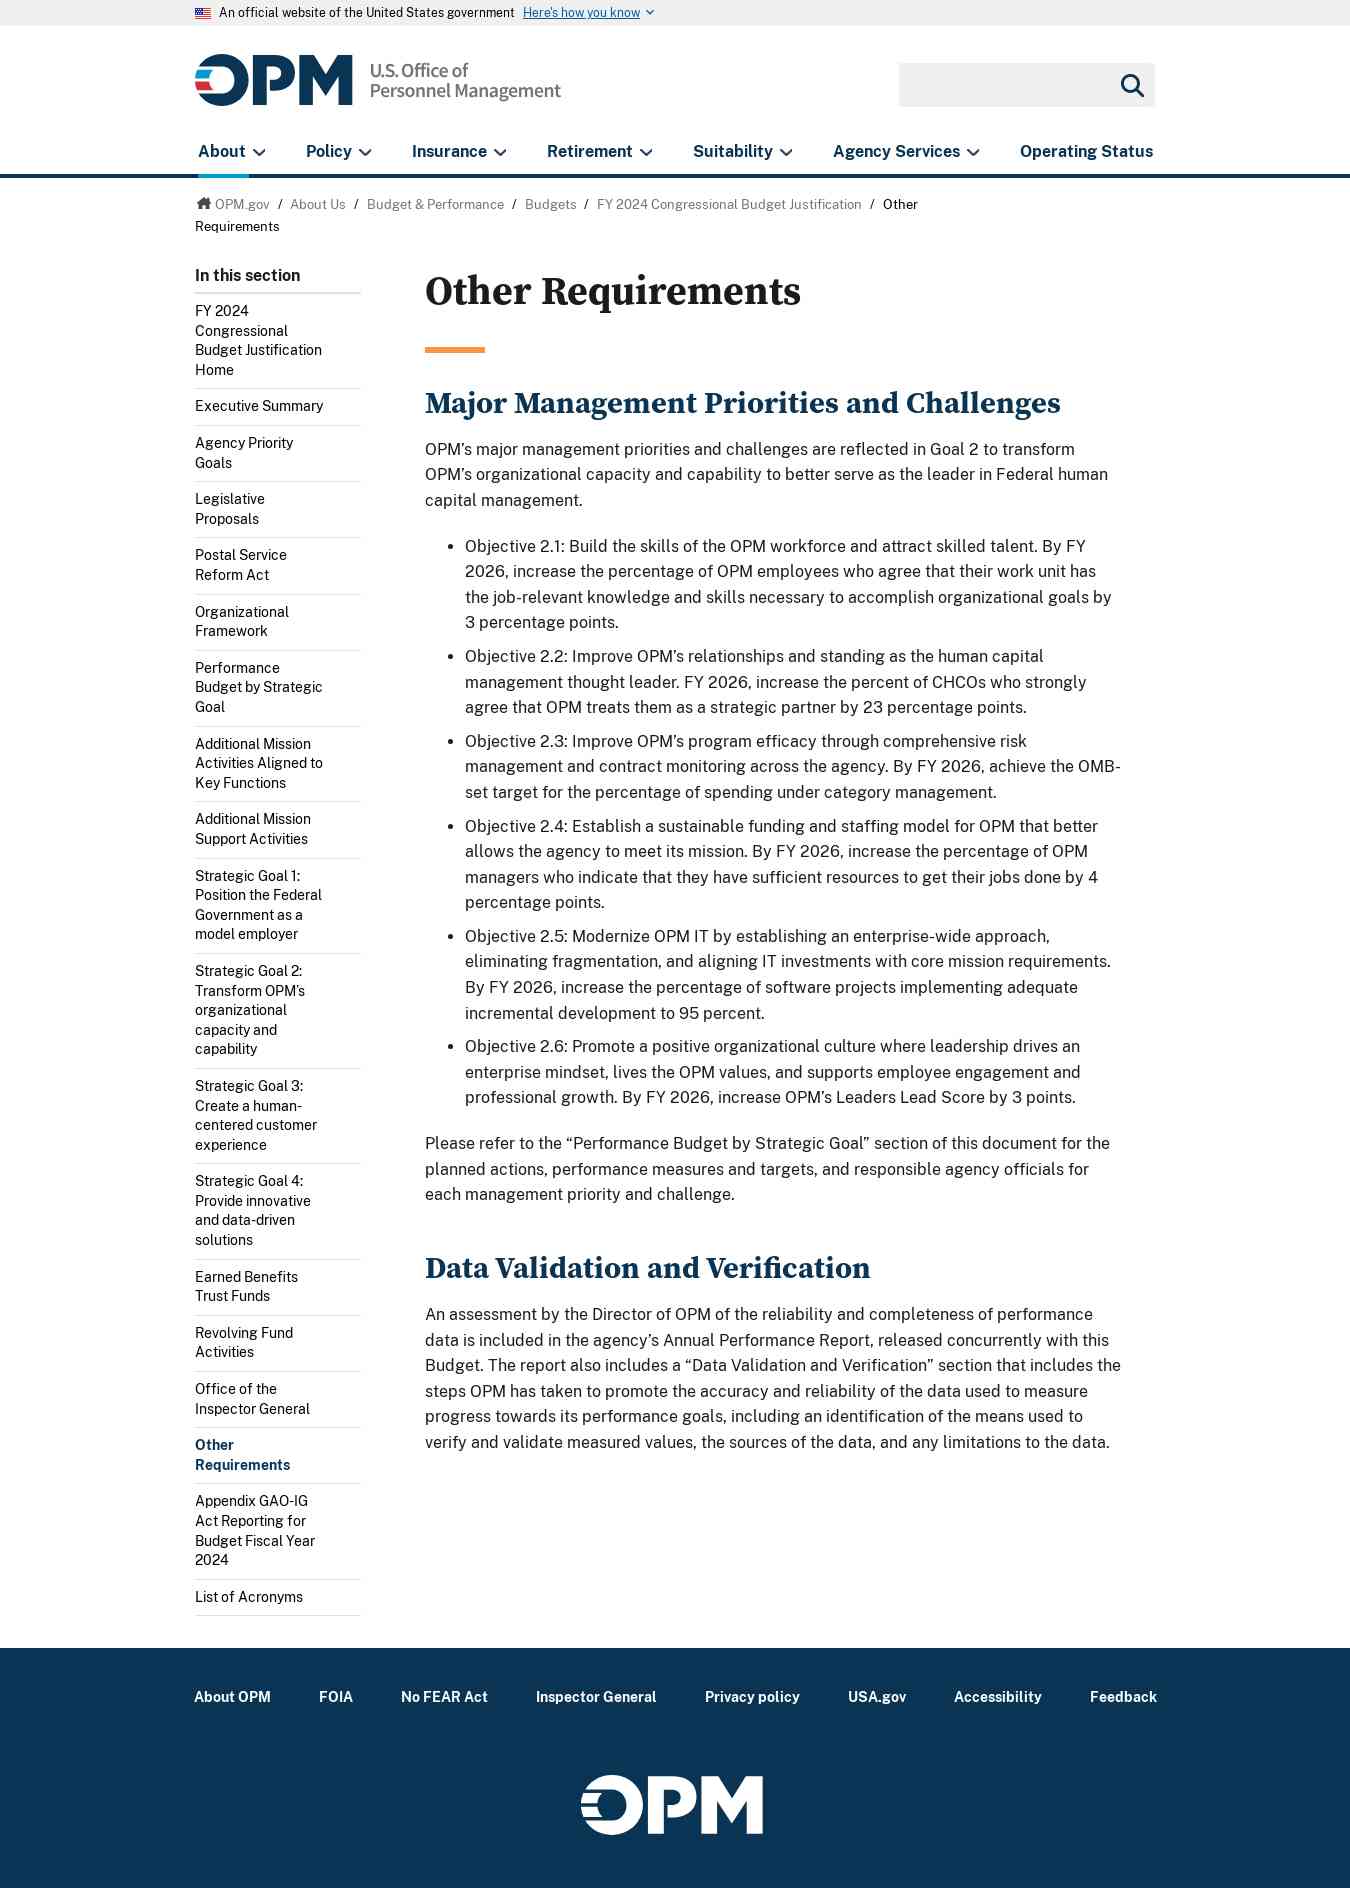 An official website of the United States government Here's how you know
OPM U.S. Office of
Personnel Management
About Policy Insurance Retirement Suitability Agency Services Operating Status
OPM.gov / About Us / Budget & Performance / Budgets / FY 2024 Congressional Budget Justification / Other
Requirements
In this section
FY 2024
Congressional
Budget Justification
Home
Executive Summary
Agency Priority
Goals
Legislative
Proposals
Postal Service
Reform Act
Organizational
Framework
Performance
Budget by Strategic
Goal
Additional Mission
Activities Aligned to
Key Functions
Additional Mission
Support Activities
Strategic Goal 1:
Position the Federal
Government as a
model employer
Strategic Goal 2:
Transform OPM’s
organizational
capacity and
capability
Strategic Goal 3:
Create a human-
centered customer
experience
Strategic Goal 4:
Provide innovative
and data-driven
solutions
Earned Benefits
Trust Funds
Revolving Fund
Activities
Office of the
Inspector General
Other
Requirements
Appendix GAO-IG
Act Reporting for
Budget Fiscal Year
2024
List of Acronyms
Other Requirements
Major Management Priorities and Challenges
OPM’s major management priorities and challenges are reflected in Goal 2 to transform
OPM’s organizational capacity and capability to better serve as the leader in Federal human
capital management.
• Objective 2.1: Build the skills of the OPM workforce and attract skilled talent. By FY
2026, increase the percentage of OPM employees who agree that their work unit has
the job-relevant knowledge and skills necessary to accomplish organizational goals by
3 percentage points.
• Objective 2.2: Improve OPM’s relationships and standing as the human capital
management thought leader. FY 2026, increase the percent of CHCOs who strongly
agree that OPM treats them as a strategic partner by 23 percentage points.
• Objective 2.3: Improve OPM’s program efficacy through comprehensive risk
management and contract monitoring across the agency. By FY 2026, achieve the OMB-
set target for the percentage of spending under category management.
• Objective 2.4: Establish a sustainable funding and staffing model for OPM that better
allows the agency to meet its mission. By FY 2026, increase the percentage of OPM
managers who indicate that they have sufficient resources to get their jobs done by 4
percentage points.
• Objective 2.5: Modernize OPM IT by establishing an enterprise-wide approach,
eliminating fragmentation, and aligning IT investments with core mission requirements.
By FY 2026, increase the percentage of software projects implementing adequate
incremental development to 95 percent.
• Objective 2.6: Promote a positive organizational culture where leadership drives an
enterprise mindset, lives the OPM values, and supports employee engagement and
professional growth. By FY 2026, increase OPM’s Leaders Lead Score by 3 points.
Please refer to the “Performance Budget by Strategic Goal” section of this document for the
planned actions, performance measures and targets, and responsible agency officials for
each management priority and challenge.
Data Validation and Verification
An assessment by the Director of OPM of the reliability and completeness of performance
data is included in the agency’s Annual Performance Report, released concurrently with this
Budget. The report also includes a “Data Validation and Verification” section that includes the
steps OPM has taken to promote the accuracy and reliability of the data used to measure
progress towards its performance goals, including an identification of the means used to
verify and validate measured values, the sources of the data, and any limitations to the data.
About OPM FOIA No FEAR Act Inspector General Privacy policy USA.gov Accessibility Feedback
OPM